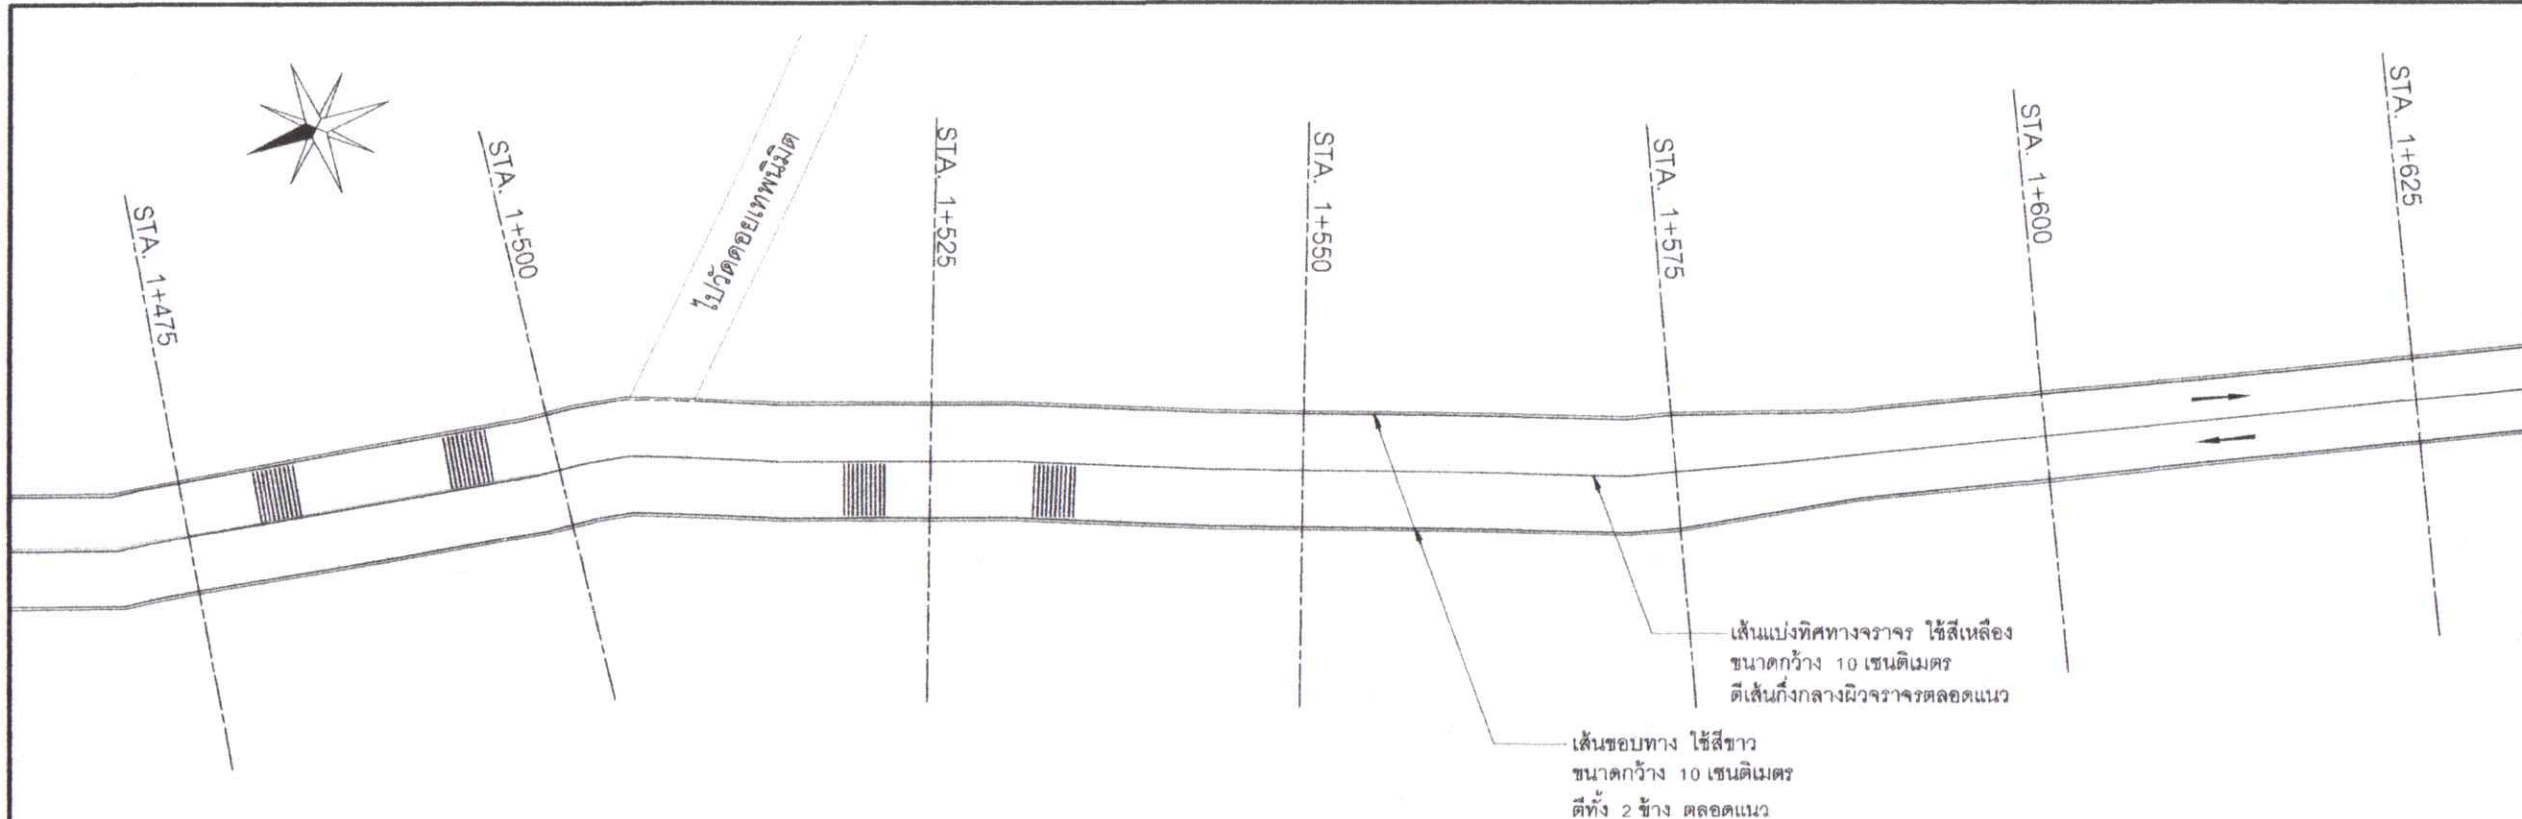 STA. 1+475
STA. 1+500
ไปวัดดอยเทพนิมิต
STA. 1+525
STA. 1+550
STA. 1+575
STA. 1+600
STA. 1+625
เส้นแบ่งทิศทางจราจร ใช้สีเหลือง
ขนาดกว้าง 10 เซนติเมตร
ตีเส้นกึ่งกลางผิวจราจรตลอดแนว
เส้นขอบทาง ใช้สีขาว
ขนาดกว้าง 10 เซนติเมตร
ตีทั้ง 2 ข้าง ตลอดแนว